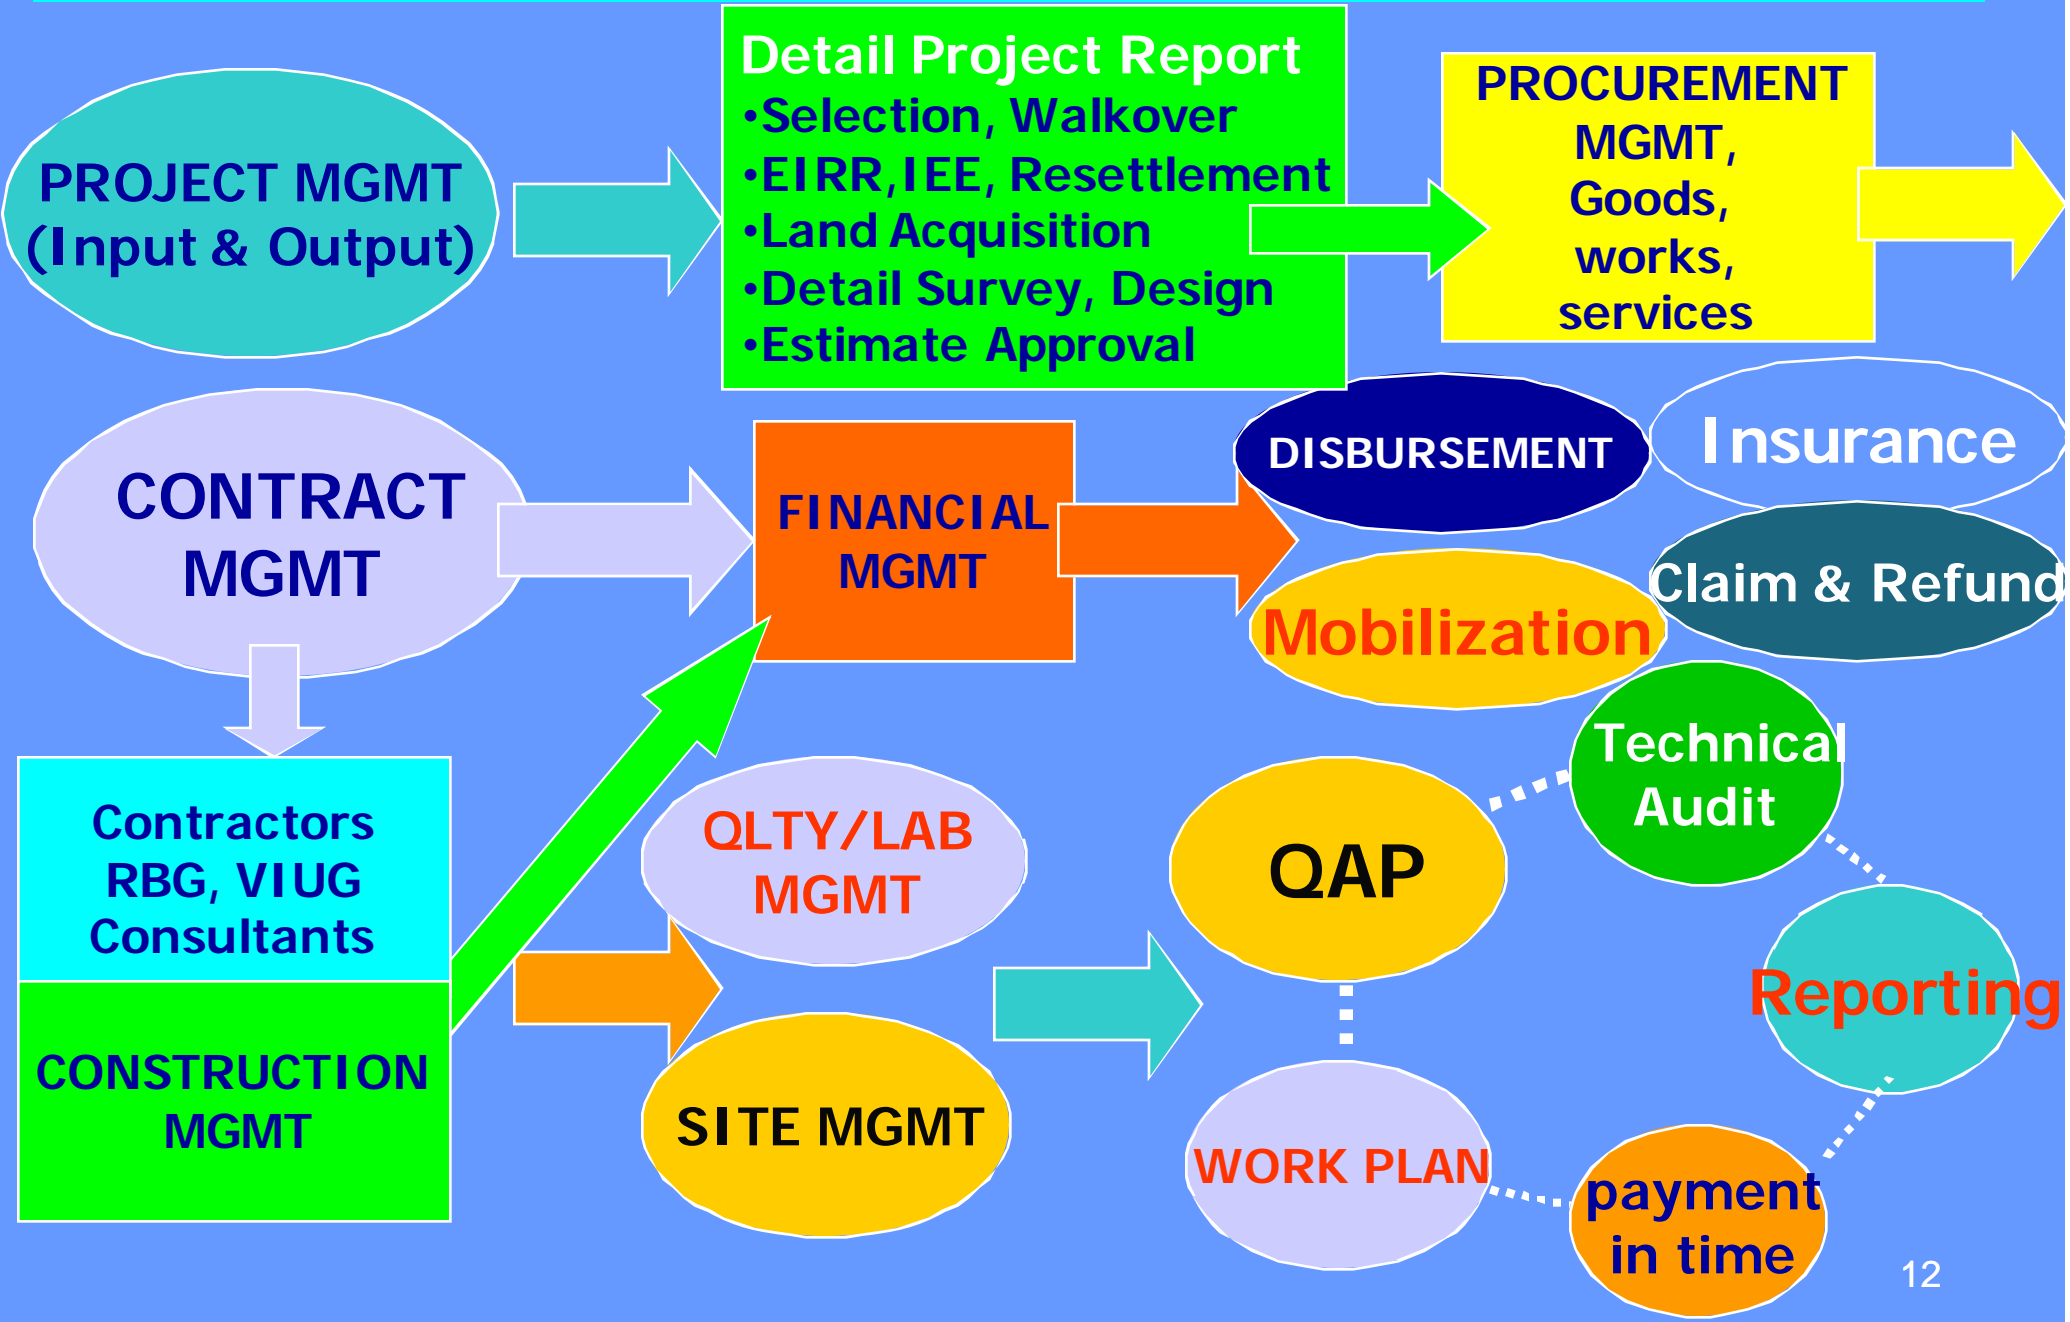 PROJECT MGMT
(Input & Output)
Detail Project Report
•Selection, Walkover
•EIRR,IEE, Resettlement
•Land Acquisition
•Detail Survey, Design
•Estimate Approval
PROCUREMENT
MGMT,
Goods,
works,
services
CONTRACT
MGMT
FINANCIAL
MGMT
DISBURSEMENT
Insurance
Mobilization
Claim & Refund
Contractors
RBG, VIUG
Consultants
CONSTRUCTION
MGMT
QLTY/LAB
MGMT
SITE MGMT
QAP
Technical
Audit
Reporting
WORK PLAN
payment
in time
12